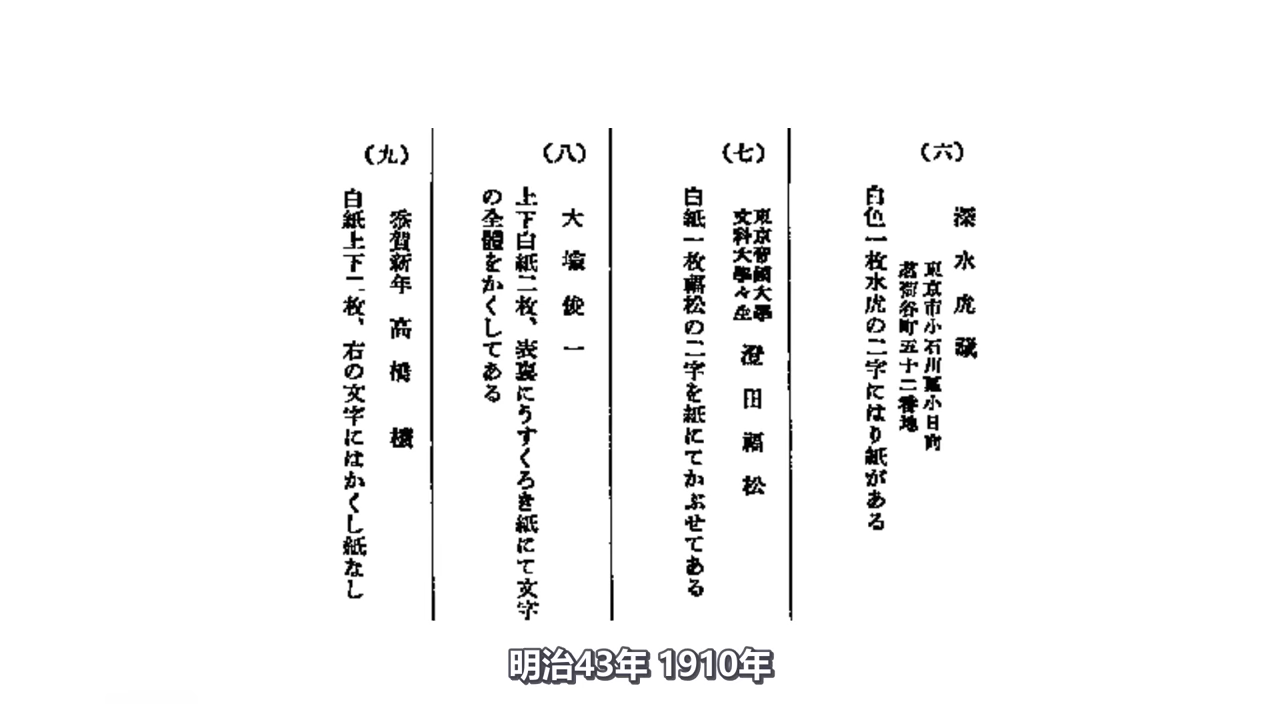 (六)
深水虎藏
東京市小石川區小日向
茗荷谷町五十二番地
白色一枚水虎の二字にはり紙がある
(七)
東京帝國大學
文科大學々生
澄田福松
白紙一枚福松の二字を紙にてかぶせてある
(八)
大塚俊一
上下白紙二枚、表裏にうすくろき紙にて文字
の全體をかくしてある
(九)
恭賀新年 高橋
白紙上下二枚、右の文字にはかくし紙なし
明治43年 1910年